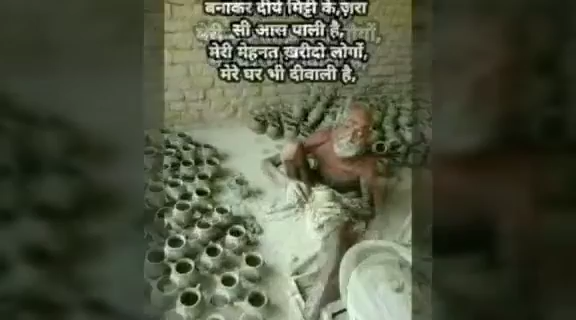 बनाकर दीये मिट्टी के,ज़रा
सी आस पाली है,
मेरी मेहनत ख़रीदो लोगों,
मेरे घर भी दीवाली है,